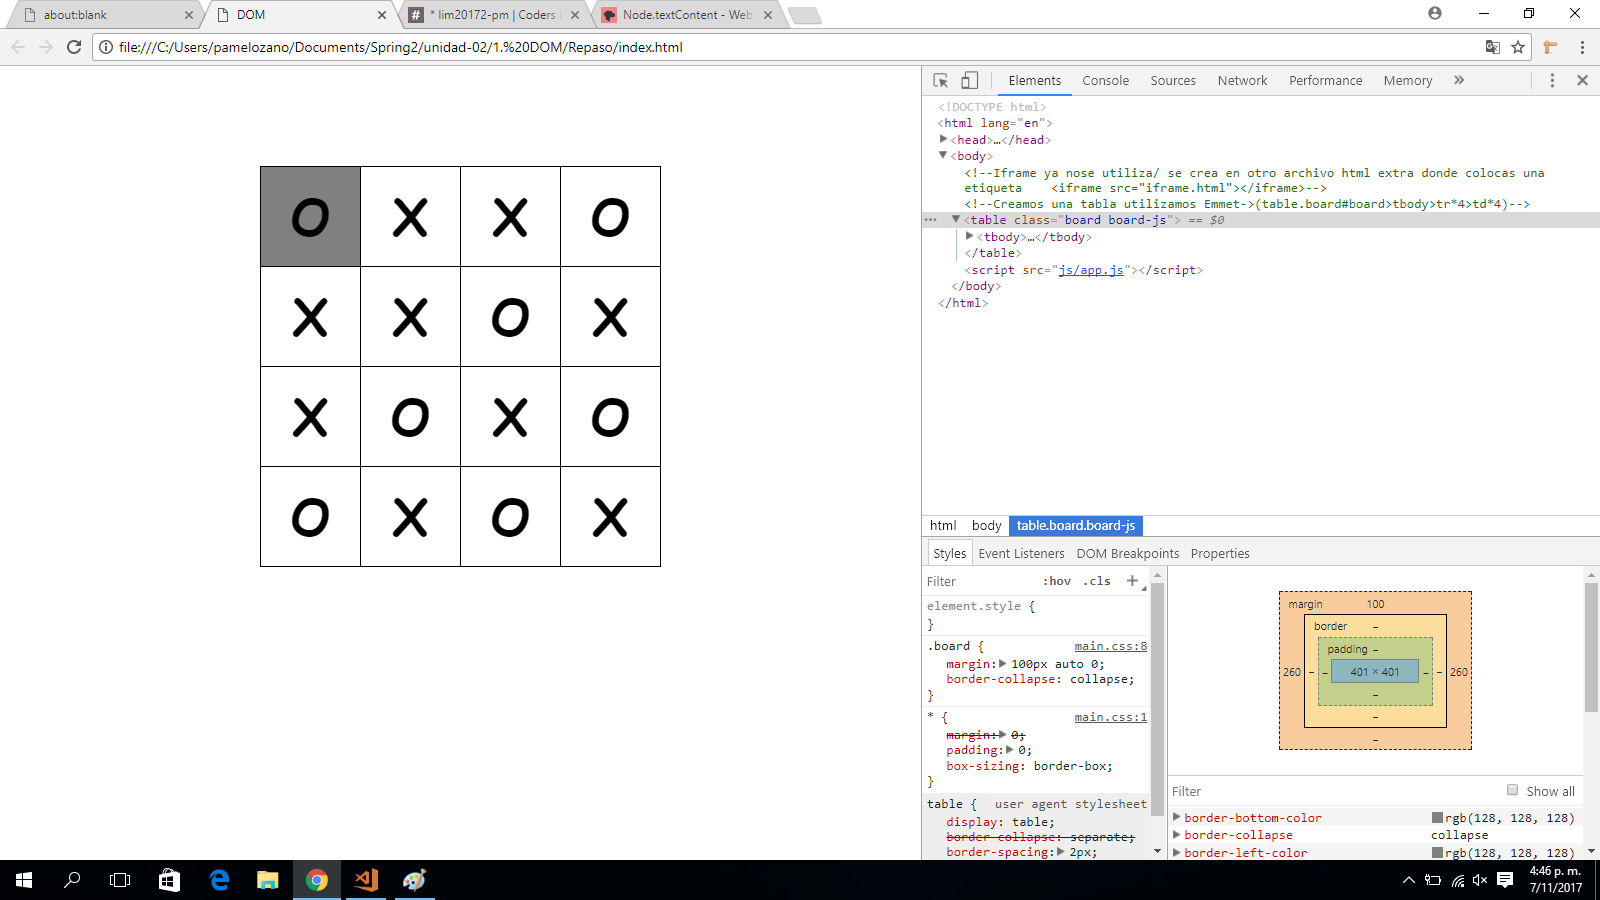 about:blank
DOM
* lim20172-pm | Coders
Node.textContent - Web
file:///C:/Users/pamelozano/Documents/Spring2/unidad-02/1.%20DOM/Repaso/index.html
O X X O
X X O X
X O X O
O X O X
Elements Console Sources Network Performance Memory »
<!DOCTYPE html>
<html lang="en">
<head>…</head>
<body>
<!--Iframe ya nose utiliza/ se crea en otro archivo html extra donde colocas una
etiqueta    <iframe src="iframe.html"></iframe>-->
<!--Creamos una tabla utilizamos Emmet->(table.board#board>tbody>tr*4>td*4)-->
<table class="board board-js"> == $0
<tbody>…</tbody>
</table>
<script src="js/app.js"></script>
</body>
</html>
html body table.board.board-js
Styles Event Listeners DOM Breakpoints Properties
Filter :hov .cls +
element.style {
}
.board { main.css:8
margin: 100px auto 0;
border-collapse: collapse;
}
* { main.css:1
margin: 0;
padding: 0;
box-sizing: border-box;
}
table { user agent stylesheet
display: table;
border-collapse: separate;
border-spacing: 2px;
margin 100
border –
padding –
260 – – 401 × 401 – – 260
–
–
–
Filter Show all
border-bottom-color rgb(128, 128, 128)
border-collapse collapse
border-left-color rgb(128, 128, 128)
4:46 p. m.
7/11/2017